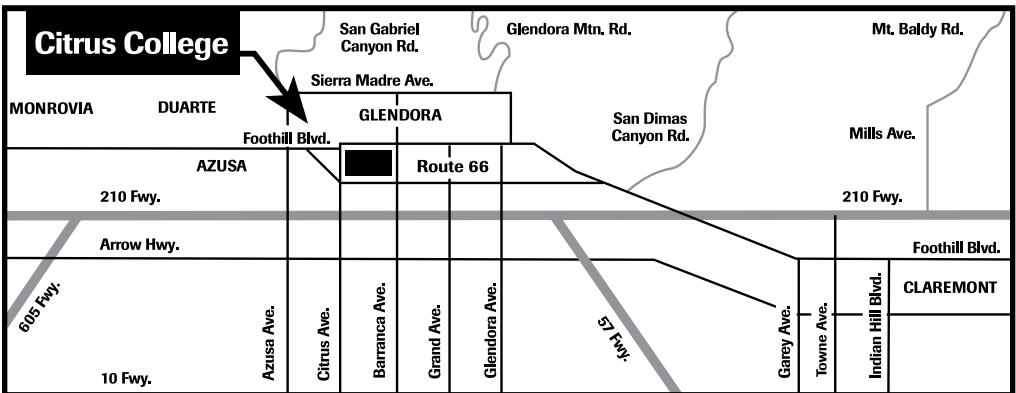 Citrus College
San Gabriel
Canyon Rd.
Glendora Mtn. Rd.
Mt. Baldy Rd.
Sierra Madre Ave.
MONROVIA
DUARTE
GLENDORA
San Dimas
Canyon Rd.
Foothill Blvd.
Mills Ave.
AZUSA
Route 66
210 Fwy.
210 Fwy.
Arrow Hwy.
Foothill Blvd.
CLAREMONT
605 Fwy.
Azusa Ave.
Citrus Ave.
Barranca Ave.
Grand Ave.
Glendora Ave.
57 Fwy.
Garey Ave.
Towne Ave.
Indian Hill Blvd.
10 Fwy.